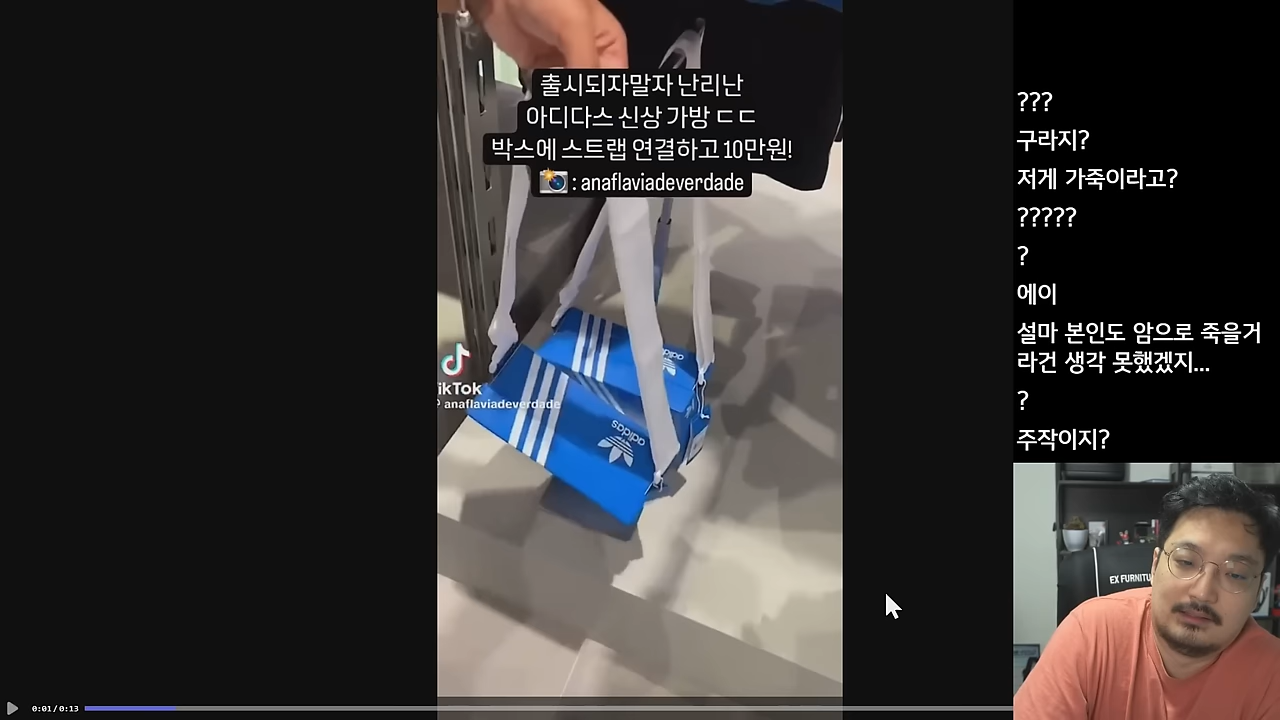 출시되자말자 난리난
아디다스 신상 가방 ㄷㄷ
박스에 스트랩 연결하고 10만원!
: anaflaviadeverdade
adidas
adidas
ikTok
anaflaviadeverdade
0:01/0:13
???
구라지?
저게 가죽이라고?
?????
?
에이
설마 본인도 암으로 죽을거
라건 생각 못했겠지...
?
주작이지?
EX FURNITU